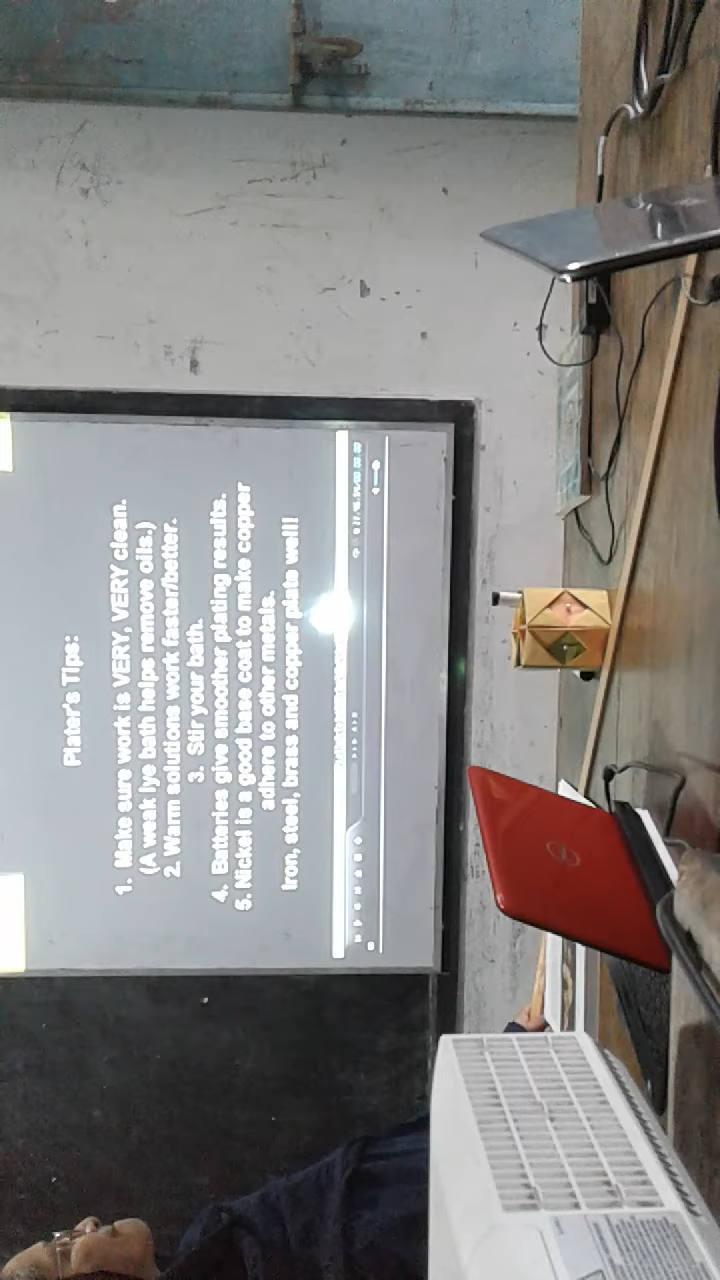 Plater's Tips:
1. Make sure work is VERY, VERY clean.
(A weak lye bath helps remove oils.)
2. Warm solutions work faster/better.
3. Stir your bath.
4. Batteries give smoother plating results.
5. Nickel is a good base coat to make copper
adhere to other metals.
Iron, steel, brass and copper plate well!